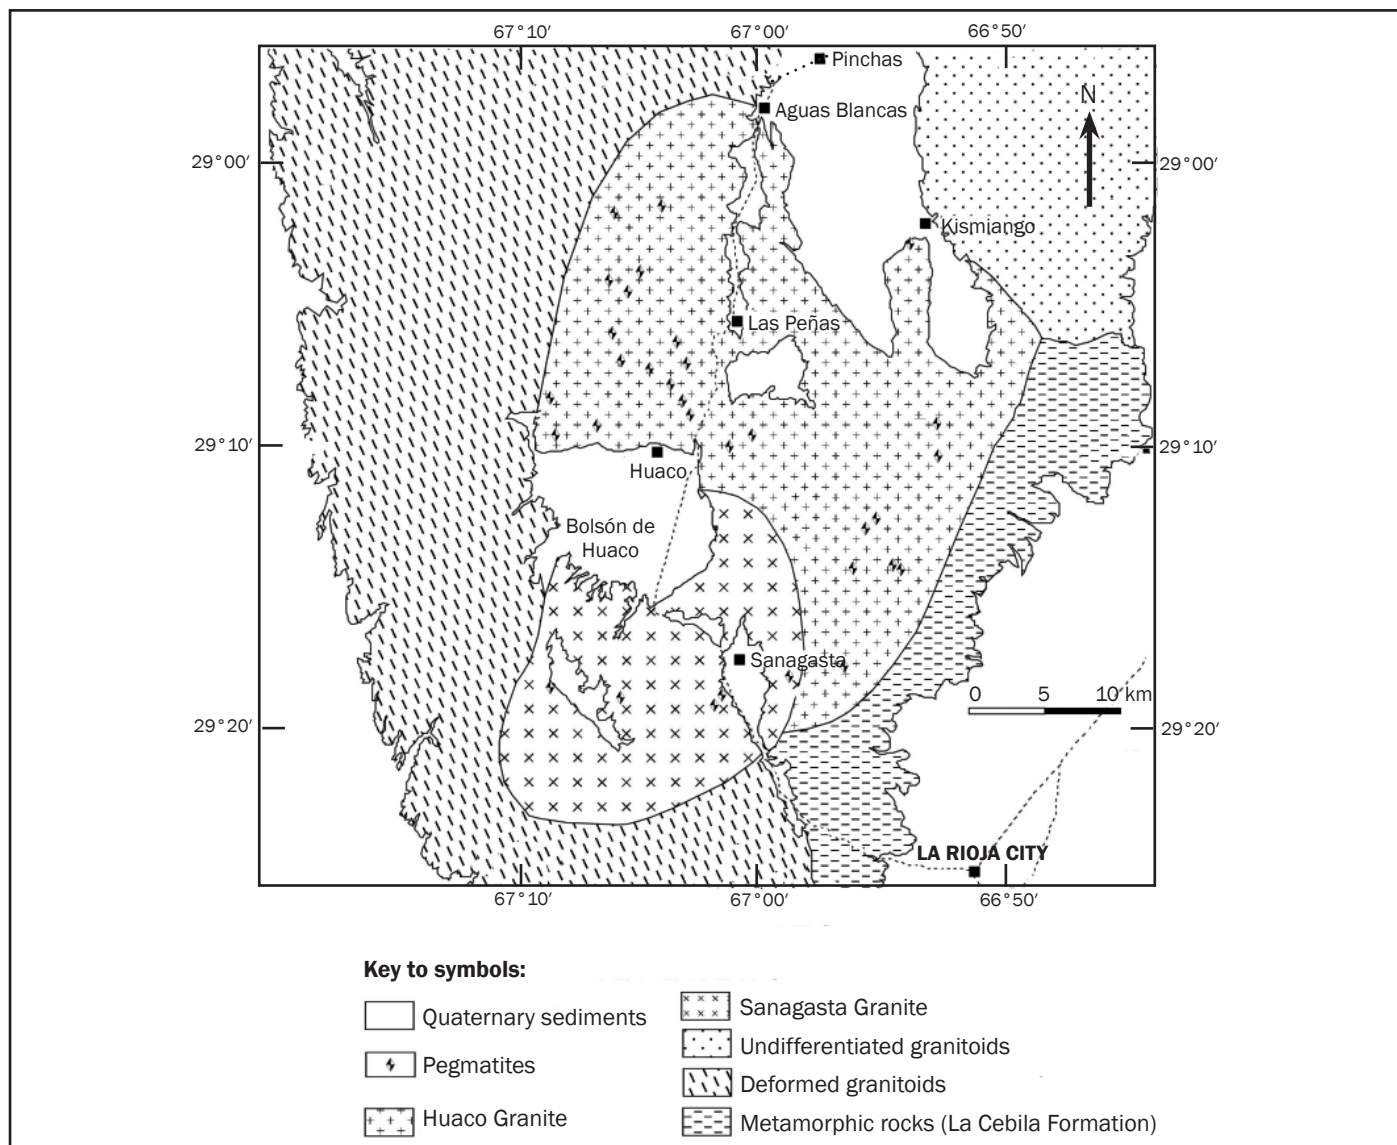 67°10′ 67°00′ 66°50′
Pinchas
N
Aguas Blancas
29°00′ 29°00′
Kismiango
Las Peñas
29°10′ 29°10′
Huaco
Bolsón de
Huaco
Sanagasta
0 5 10 km
29°20′ 29°20′
LA RIOJA CITY
67°10′ 67°00′ 66°50′
Key to symbols:
Quaternary sediments
Pegmatites
Huaco Granite
Sanagasta Granite
Undifferentiated granitoids
Deformed granitoids
Metamorphic rocks (La Cebila Formation)